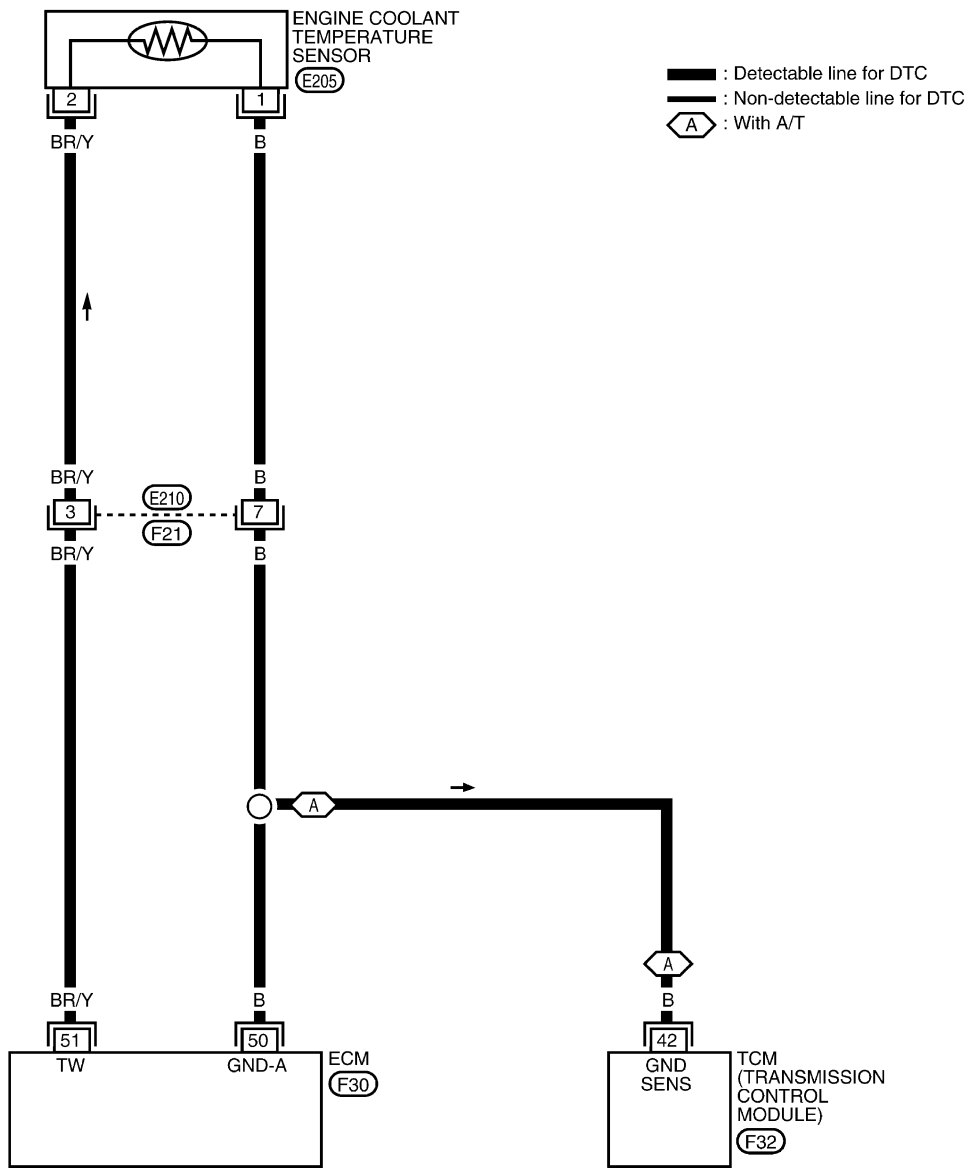 ENGINE COOLANT
TEMPERATURE
SENSOR
E205
: Detectable line for DTC
: Non-detectable line for DTC
A : With A/T
2 1
BR/Y B
BR/Y B
3 E210 7
F21
BR/Y B
A
A
BR/Y B B
51 50 42
TW GND-A
ECM
F30
GND
SENS
TCM
(TRANSMISSION
CONTROL
MODULE)
F32